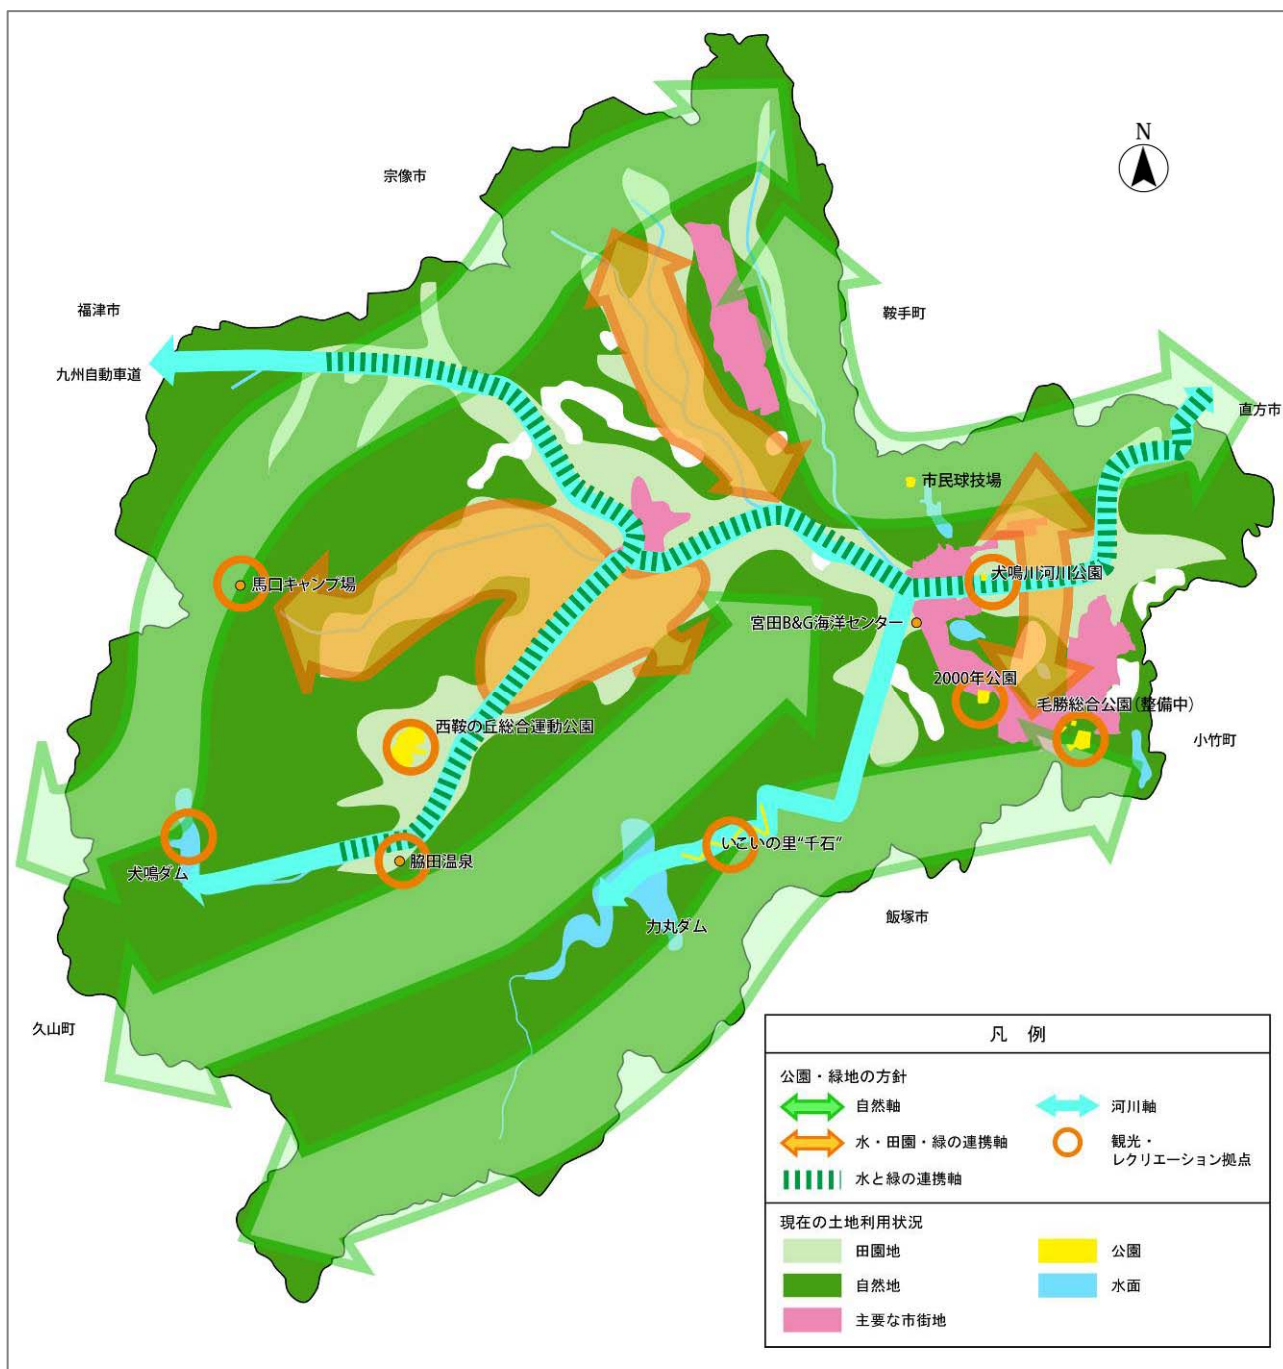 N
宗像市
福津市
九州自動車道
鞍手町
直方市
市民球技場
犬鳴川河川公園
馬口キャンプ場
宮田B&G海洋センター
2000年公園
毛勝総合公園(整備中)
西鞍の丘総合運動公園
小竹町
いこいの里“千石”
脇田温泉
犬鳴ダム
力丸ダム
飯塚市
久山町
凡 例
公園・緑地の方針
自然軸
河川軸
水・田園・緑の連携軸
観光・
レクリエーション拠点
水と緑の連携軸
現在の土地利用状況
田園地
公園
自然地
水面
主要な市街地